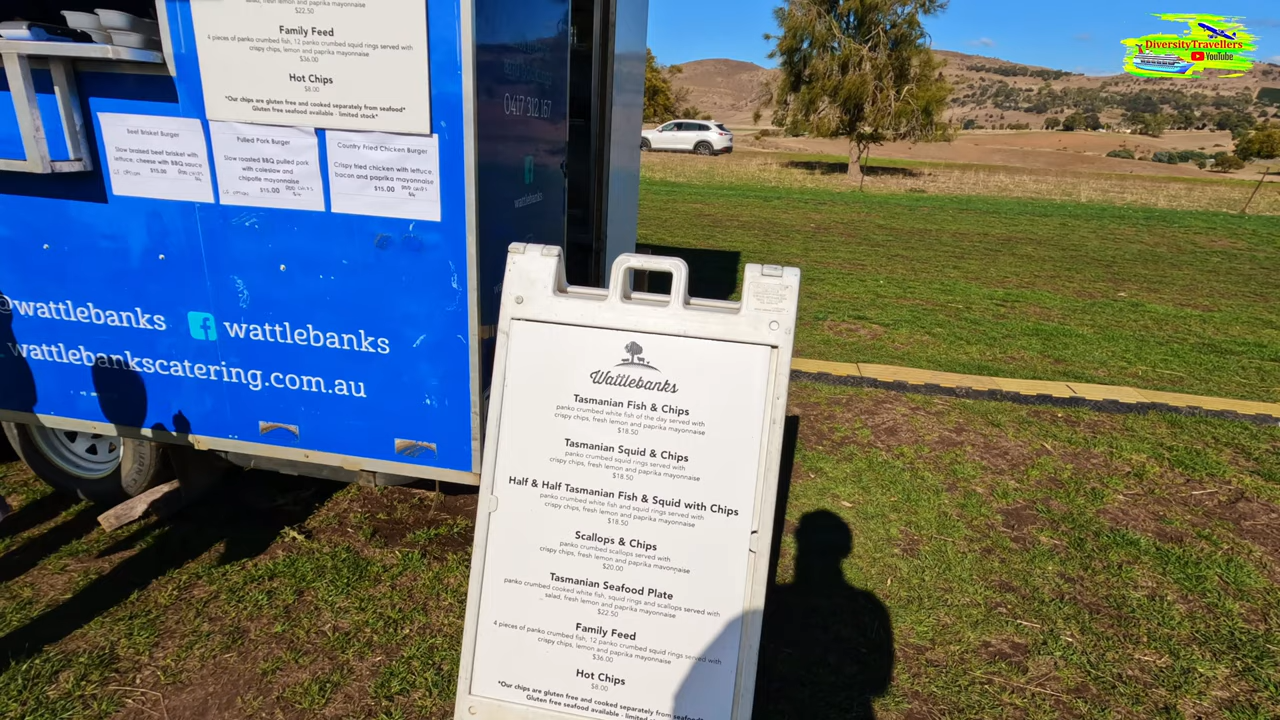 salad, fresh lemon and paprika mayonnaise
$22.50
Family Feed
4 pieces of panko crumbed fish, 12 panko crumbed squid rings served with
crispy chips, lemon and paprika mayonnaise
$36.00
Hot Chips
$8.00
*Our chips are gluten free and cooked separately from seafood*
Gluten free seafood available - limited stock*
Beef Brisket Burger
Slow braised beef brisket with
lettuce, cheese with BBQ sauce
$15.00
Pulled Pork Burger
Slow roasted BBQ pulled pork
with coleslaw and
chipotle mayonnaise
$15.00
Country Fried Chicken Burger
Crispy fried chicken with lettuce,
bacon and paprika mayonnaise
$15.00
0417 312 167
wattlebanks
@wattlebanks
wattlebanks
wattlebankscatering.com.au
DiversityTravellers
YouTube
Wattlebanks
Tasmanian Fish & Chips
panko crumbed white fish of the day served with
crispy chips, fresh lemon and paprika mayonnaise
$18.50
Tasmanian Squid & Chips
panko crumbed squid rings served with
crispy chips, fresh lemon and paprika mayonnaise
$18.50
Half & Half Tasmanian Fish & Squid with Chips
panko crumbed white fish and squid rings served with
crispy chips, fresh lemon and paprika mayonnaise
$18.50
Scallops & Chips
panko crumbed scallops served with
crispy chips, fresh lemon and paprika mayonnaise
$20.00
Tasmanian Seafood Plate
panko crumbed cooked white fish, squid rings and scallops served with
salad, fresh lemon and paprika mayonnaise
$22.50
Family Feed
4 pieces of panko crumbed fish, 12 panko crumbed squid rings served with
crispy chips, lemon and paprika mayonnaise
$36.00
Hot Chips
$8.00
*Our chips are gluten free and cooked separately from seafood*
Gluten free seafood available - limited